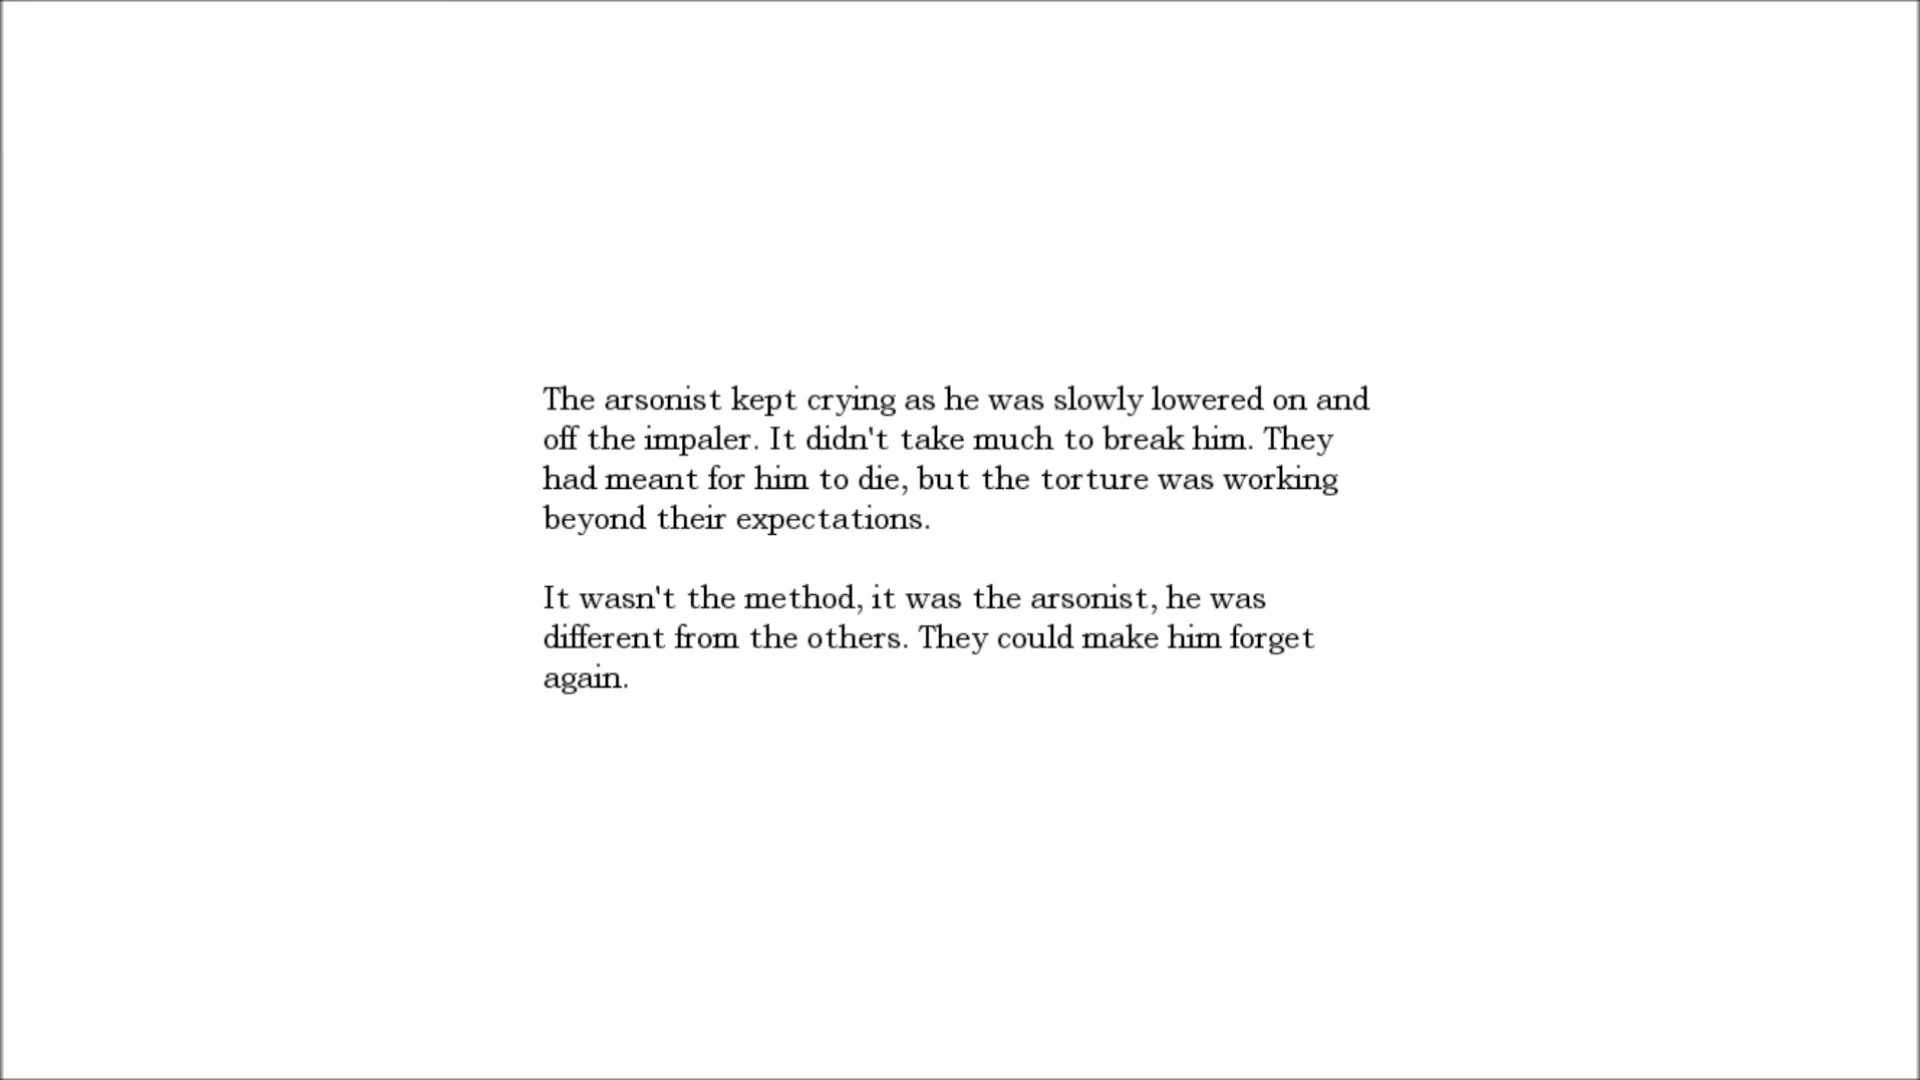 The arsonist kept crying as he was slowly lowered on and
off the impaler. It didn't take much to break him. They
had meant for him to die, but the torture was working
beyond their expectations.
It wasn't the method, it was the arsonist, he was
different from the others. They could make him forget
again.